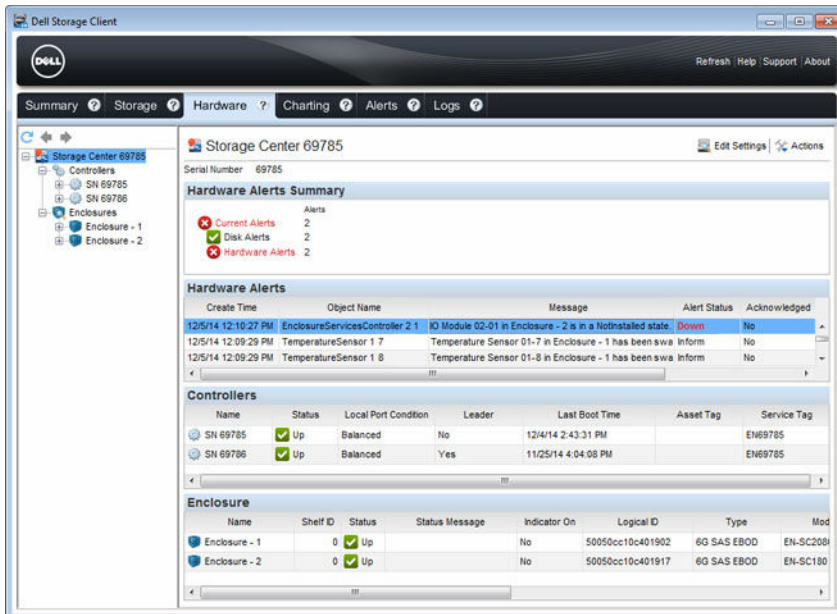 Dell Storage Client
DELL
Refresh Help Support About
Summary ? Storage ? Hardware ? Charting ? Alerts ? Logs ?
Storage Center 69785
Controllers
SN 69785
SN 69786
Enclosures
Enclosure - 1
Enclosure - 2
Storage Center 69785
Edit Settings Actions
Serial Number 69785
Hardware Alerts Summary
Alerts
Current Alerts 2
Disk Alerts 2
Hardware Alerts 2
Hardware Alerts
Create Time Object Name Message Alert Status Acknowledged
12/5/14 12:10:27 PM EnclosureServicesController 2 1 IO Module 02-01 in Enclosure - 2 is in a NotInstalled state. Down No
12/5/14 12:09:29 PM TemperatureSensor 1 7 Temperature Sensor 01-7 in Enclosure - 1 has been swa Inform No
12/5/14 12:09:29 PM TemperatureSensor 1 8 Temperature Sensor 01-8 in Enclosure - 1 has been swa Inform No
Controllers
Name Status Local Port Condition Leader Last Boot Time Asset Tag Service Tag
SN 69785 Up Balanced No 12/4/14 2:43:31 PM EN69785
SN 69786 Up Balanced Yes 11/25/14 4:04:08 PM EN69785
Enclosure
Name Shelf ID Status Status Message Indicator On Logical ID Type Mod
Enclosure - 1 0 Up No 50050cc10c401902 6G SAS EBOD EN-SC208
Enclosure - 2 0 Up No 50050cc10c401917 6G SAS EBOD EN-SC180